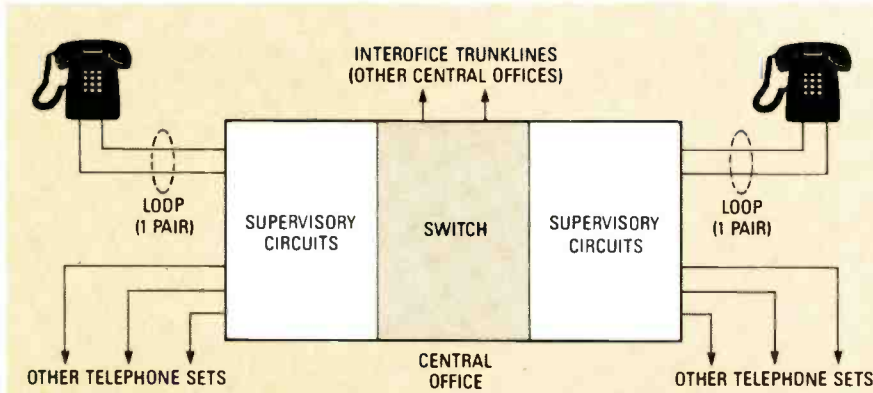 INTEROFICE TRUNKLINES
(OTHER CENTRAL OFFICES)
LOOP
(1 PAIR)
SUPERVISORY
CIRCUITS
SWITCH
SUPERVISORY
CIRCUITS
LOOP
(1 PAIR)
OTHER TELEPHONE SETS
CENTRAL
OFFICE
OTHER TELEPHONE SETS